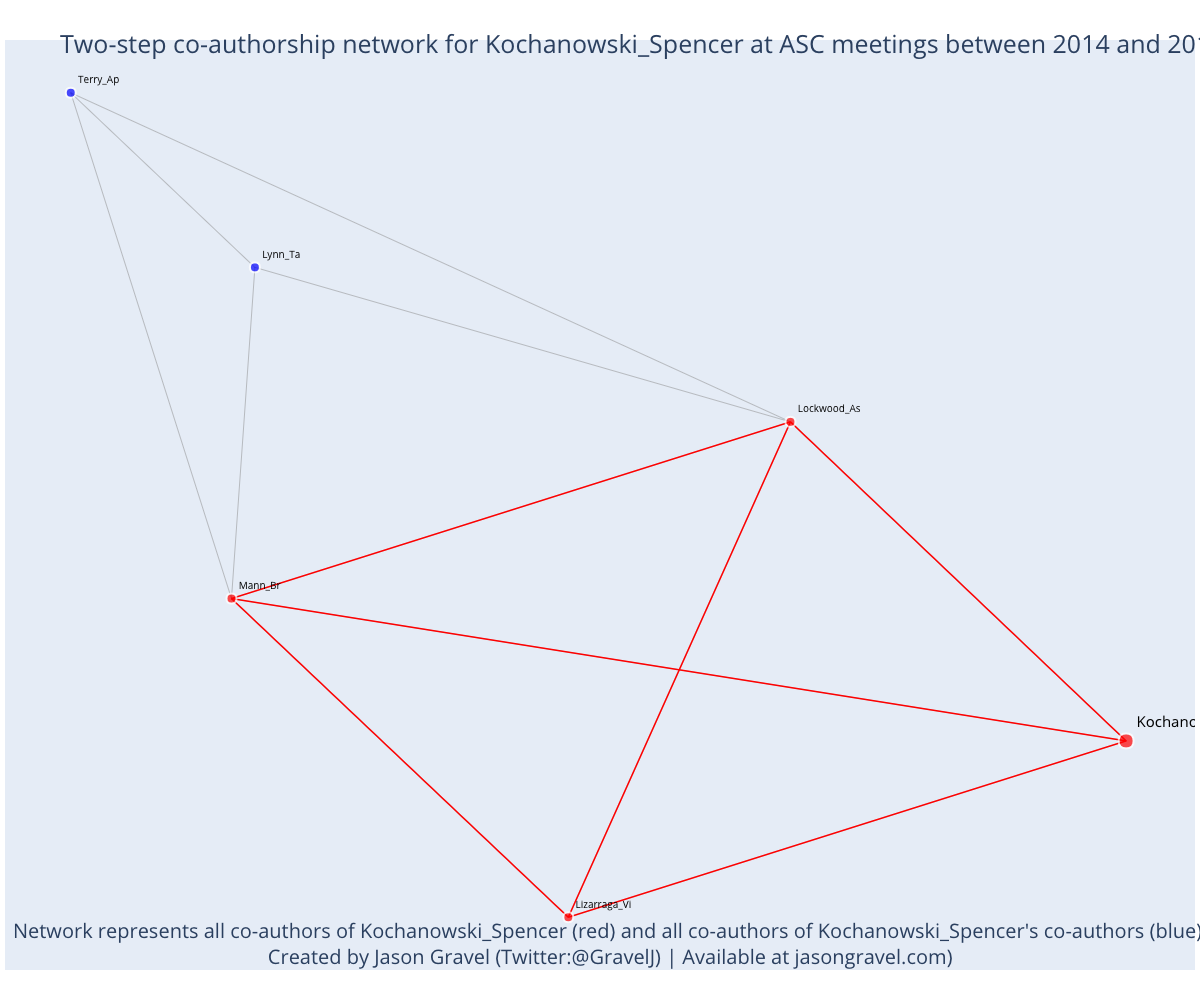 Two-step co-authorship network for Kochanowski_Spencer at ASC meetings between 2014 and 20
Terry_Ap
Lynn_Ta
Lockwood_As
Mann_Br
Kochano
Lizarraga_Vi
Network represents all co-authors of Kochanowski_Spencer (red) and all co-authors of Kochanowski_Spencer's co-authors (blue)
Created by Jason Gravel (Twitter:@GravelJ) | Available at jasongravel.com)